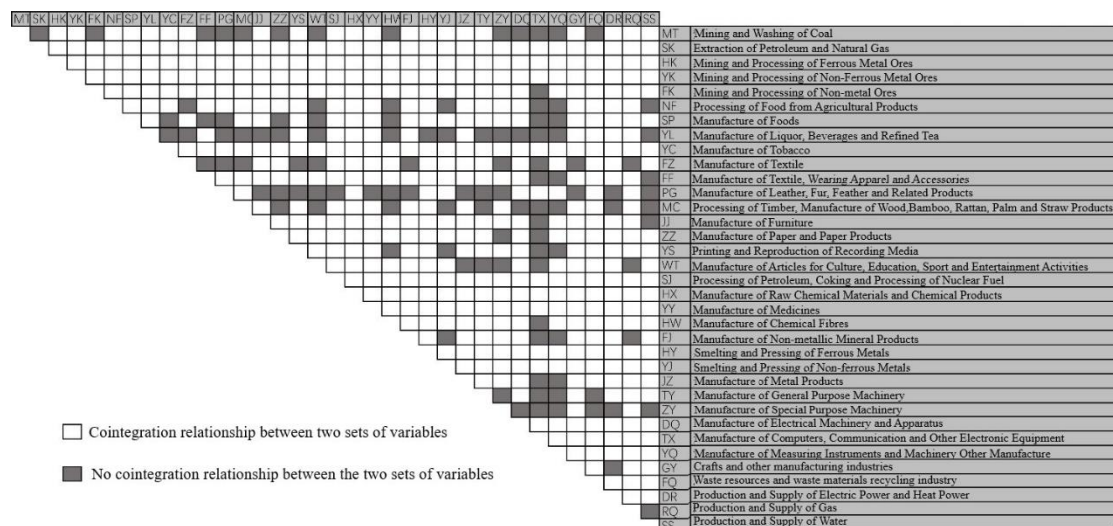 MT SK HK YK FK NF SP YL YC FZ FF PG MC JJ ZZ YS WT SJ HX YY HW FJ HY YJ JZ TY ZY DQ TX YQ GY FQ DR RQ SS
MT Mining and Washing of Coal
SK Extraction of Petroleum and Natural Gas
HK Mining and Processing of Ferrous Metal Ores
YK Mining and Processing of Non-Ferrous Metal Ores
FK Mining and Processing of Non-metal Ores
NF Processing of Food from Agricultural Products
SP Manufacture of Foods
YL Manufacture of Liquor, Beverages and Refined Tea
YC Manufacture of Tobacco
FZ Manufacture of Textile
FF Manufacture of Textile, Wearing Apparel and Accessories
PG Manufacture of Leather, Fur, Feather and Related Products
MC Processing of Timber, Manufacture of Wood,Bamboo, Rattan, Palm and Straw Products
JJ Manufacture of Furniture
ZZ Manufacture of Paper and Paper Products
YS Printing and Reproduction of Recording Media
WT Manufacture of Articles for Culture, Education, Sport and Entertainment Activities
SJ Processing of Petroleum, Coking and Processing of Nuclear Fuel
HX Manufacture of Raw Chemical Materials and Chemical Products
YY Manufacture of Medicines
HW Manufacture of Chemical Fibres
FJ Manufacture of Non-metallic Mineral Products
HY Smelting and Pressing of Ferrous Metals
YJ Smelting and Pressing of Non-ferrous Metals
JZ Manufacture of Metal Products
TY Manufacture of General Purpose Machinery
ZY Manufacture of Special Purpose Machinery
DQ Manufacture of Electrical Machinery and Apparatus
TX Manufacture of Computers, Communication and Other Electronic Equipment
YQ Manufacture of Measuring Instruments and Machinery Other Manufacture
GY Crafts and other manufacturing industries
FQ Waste resources and waste materials recycling industry
DR Production and Supply of Electric Power and Heat Power
RQ Production and Supply of Gas
SS Production and Supply of Water
Cointegration relationship between two sets of variables
No cointegration relationship between the two sets of variables